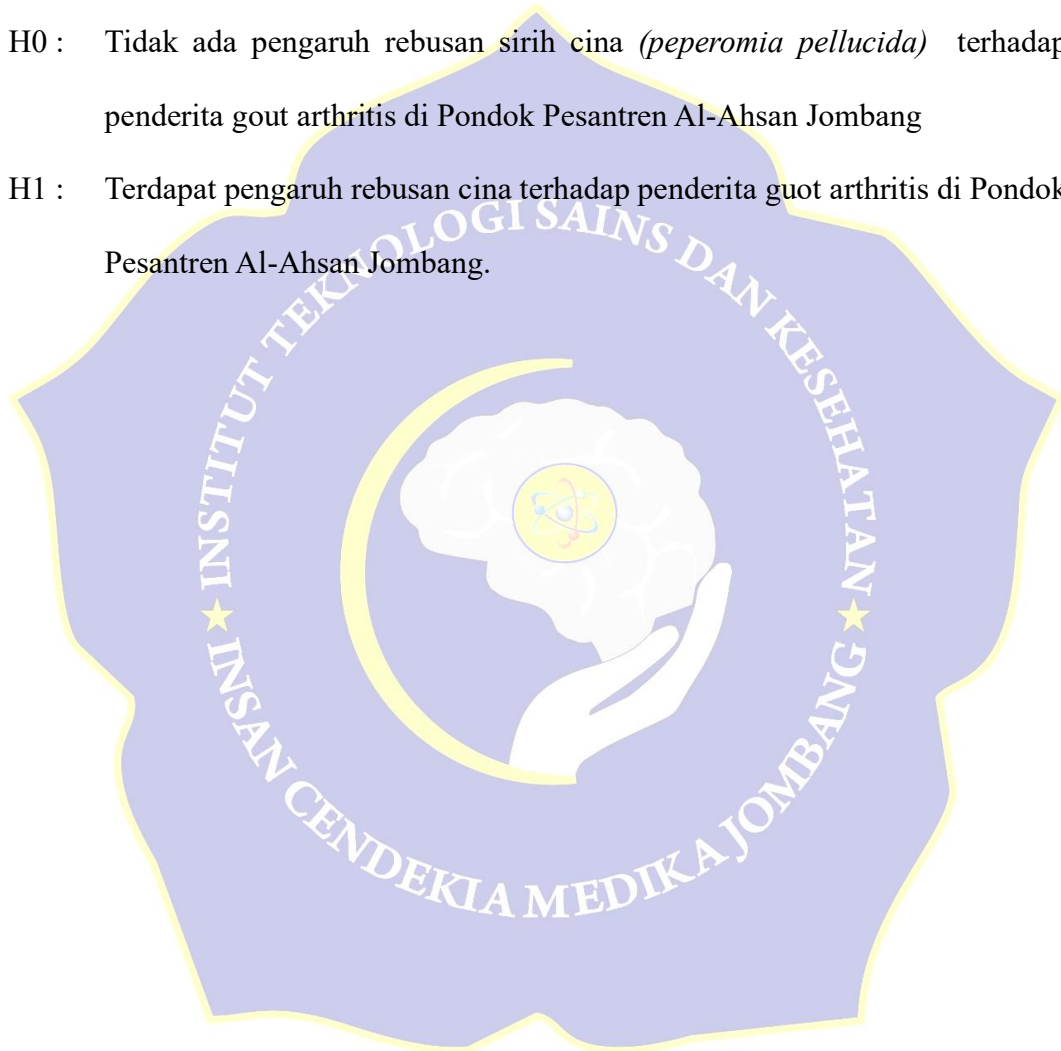 H0 : Tidak ada pengaruh rebusan sirih cina (peperomia pellucida) terhadap
penderita gout arthritis di Pondok Pesantren Al-Ahsan Jombang
H1 : Terdapat pengaruh rebusan cina terhadap penderita guot arthritis di Pondok
Pesantren Al-Ahsan Jombang.
INSTITUT TEKNOLOGI SAINS DAN KESEHATAN
INSAN CENDEKIA MEDIKA JOMBANG